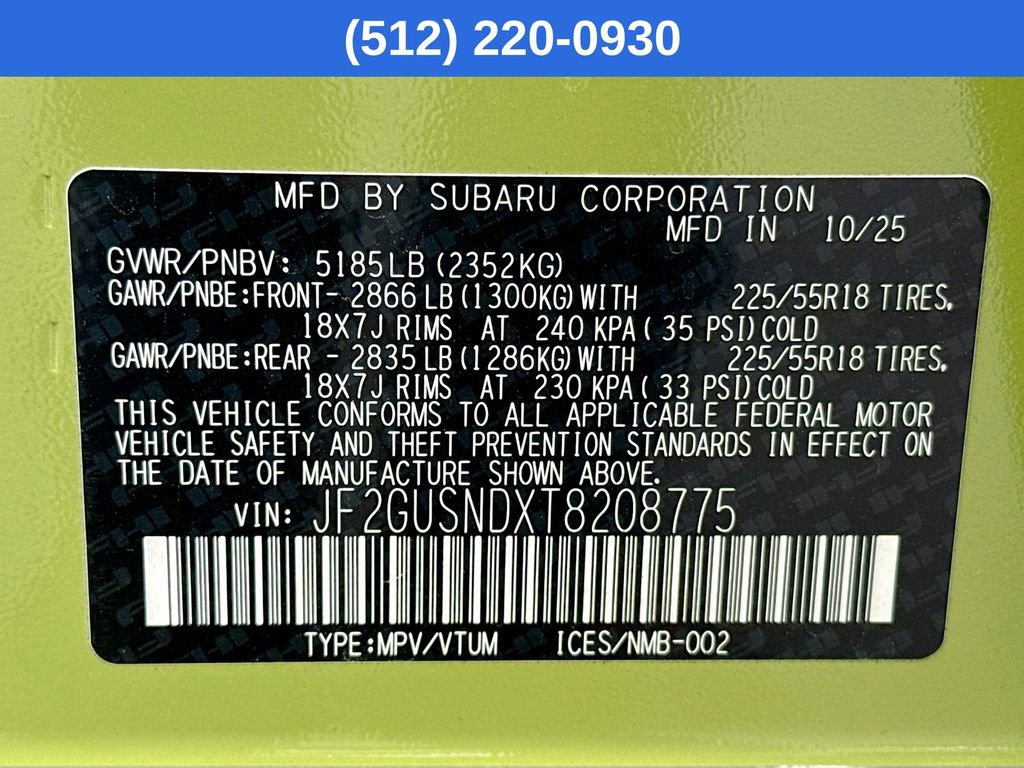 (512) 220-0930
MFD BY SUBARU CORPORATION
MFD IN 10/25
GVWR/PNBV: 5185LB (2352KG)
GAWR/PNBE:FRONT- 2866 LB (1300KG) WITH 225/55R18 TIRES,
18X7J RIMS AT 240 KPA ( 35 PSI) COLD
GAWR/PNBE:REAR - 2835 LB (1286KG) WITH 225/55R18 TIRES,
18X7J RIMS AT 230 KPA ( 33 PSI) COLD
THIS VEHICLE CONFORMS TO ALL APPLICABLE FEDERAL MOTOR
VEHICLE SAFETY AND THEFT PREVENTION STANDARDS IN EFFECT ON
THE DATE OF MANUFACTURE SHOWN ABOVE.
VIN: JF2GUSNDXT8208775
TYPE:MPV/VTUM ICES/NMB-002